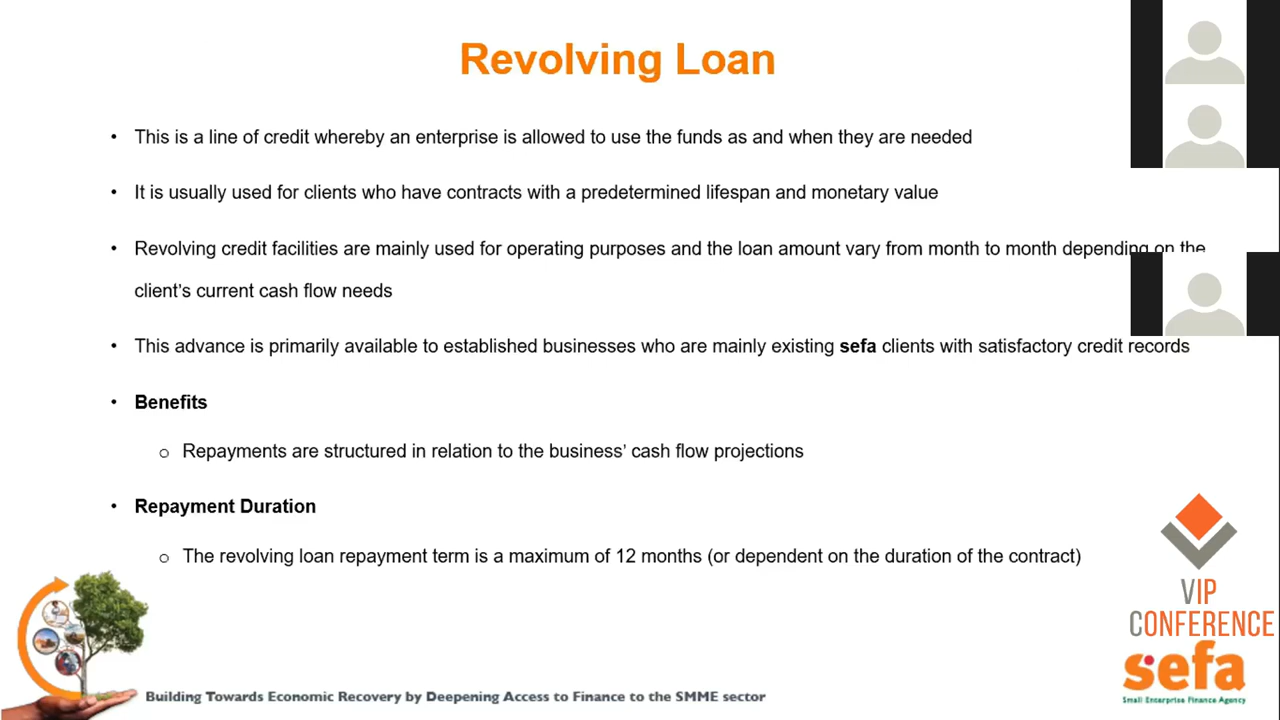 Revolving Loan
• This is a line of credit whereby an enterprise is allowed to use the funds as and when they are needed
• It is usually used for clients who have contracts with a predetermined lifespan and monetary value
• Revolving credit facilities are mainly used for operating purposes and the loan amount vary from month to month depending on the
client's current cash flow needs
• This advance is primarily available to established businesses who are mainly existing sefa clients with satisfactory credit records
• Benefits
o Repayments are structured in relation to the business' cash flow projections
• Repayment Duration
o The revolving loan repayment term is a maximum of 12 months (or dependent on the duration of the contract)
VIP
CONFERENCE
sefa
Small Enterprise Finance Agency
Building Towards Economic Recovery by Deepening Access to Finance to the SMME sector